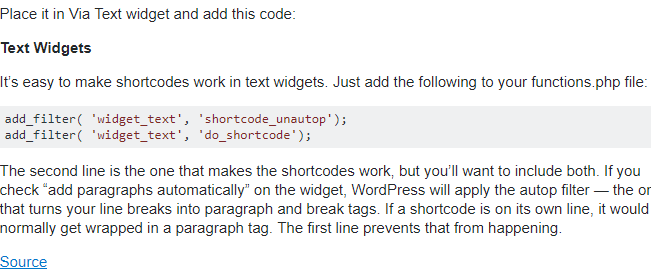 Place it in Via Text widget and add this code:
Text Widgets
It’s easy to make shortcodes work in text widgets. Just add the following to your functions.php file:
add_filter( 'widget_text', 'shortcode_unautop');
add_filter( 'widget_text', 'do_shortcode');
The second line is the one that makes the shortcodes work, but you’ll want to include both. If you
check “add paragraphs automatically” on the widget, WordPress will apply the autop filter — the
that turns your line breaks into paragraph and break tags. If a shortcode is on its own line, it would
normally get wrapped in a paragraph tag. The first line prevents that from happening.
Source